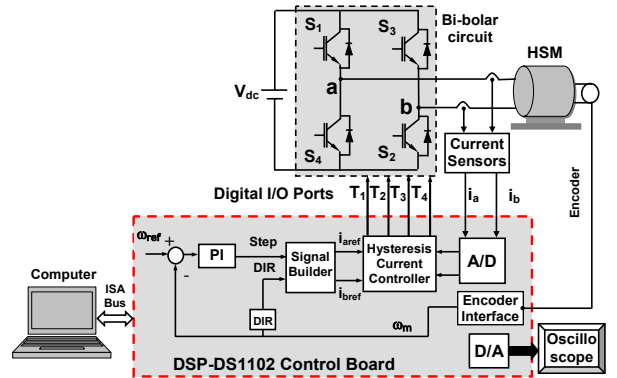 S1
S3
Bi-bolar
circuit
HSM
Vdc
a
b
S4
S2
Current
Sensors
Encoder
Digital I/O Ports
T1 T2 T3 T4
ia
ib
ωref
+
-
PI
Step
DIR
Signal
Builder
iaref
ibref
Hysteresis
Current
Controller
A/D
Computer
ISA
Bus
DIR
ωm
Encoder
Interface
D/A
Oscillo
scope
DSP-DS1102 Control Board